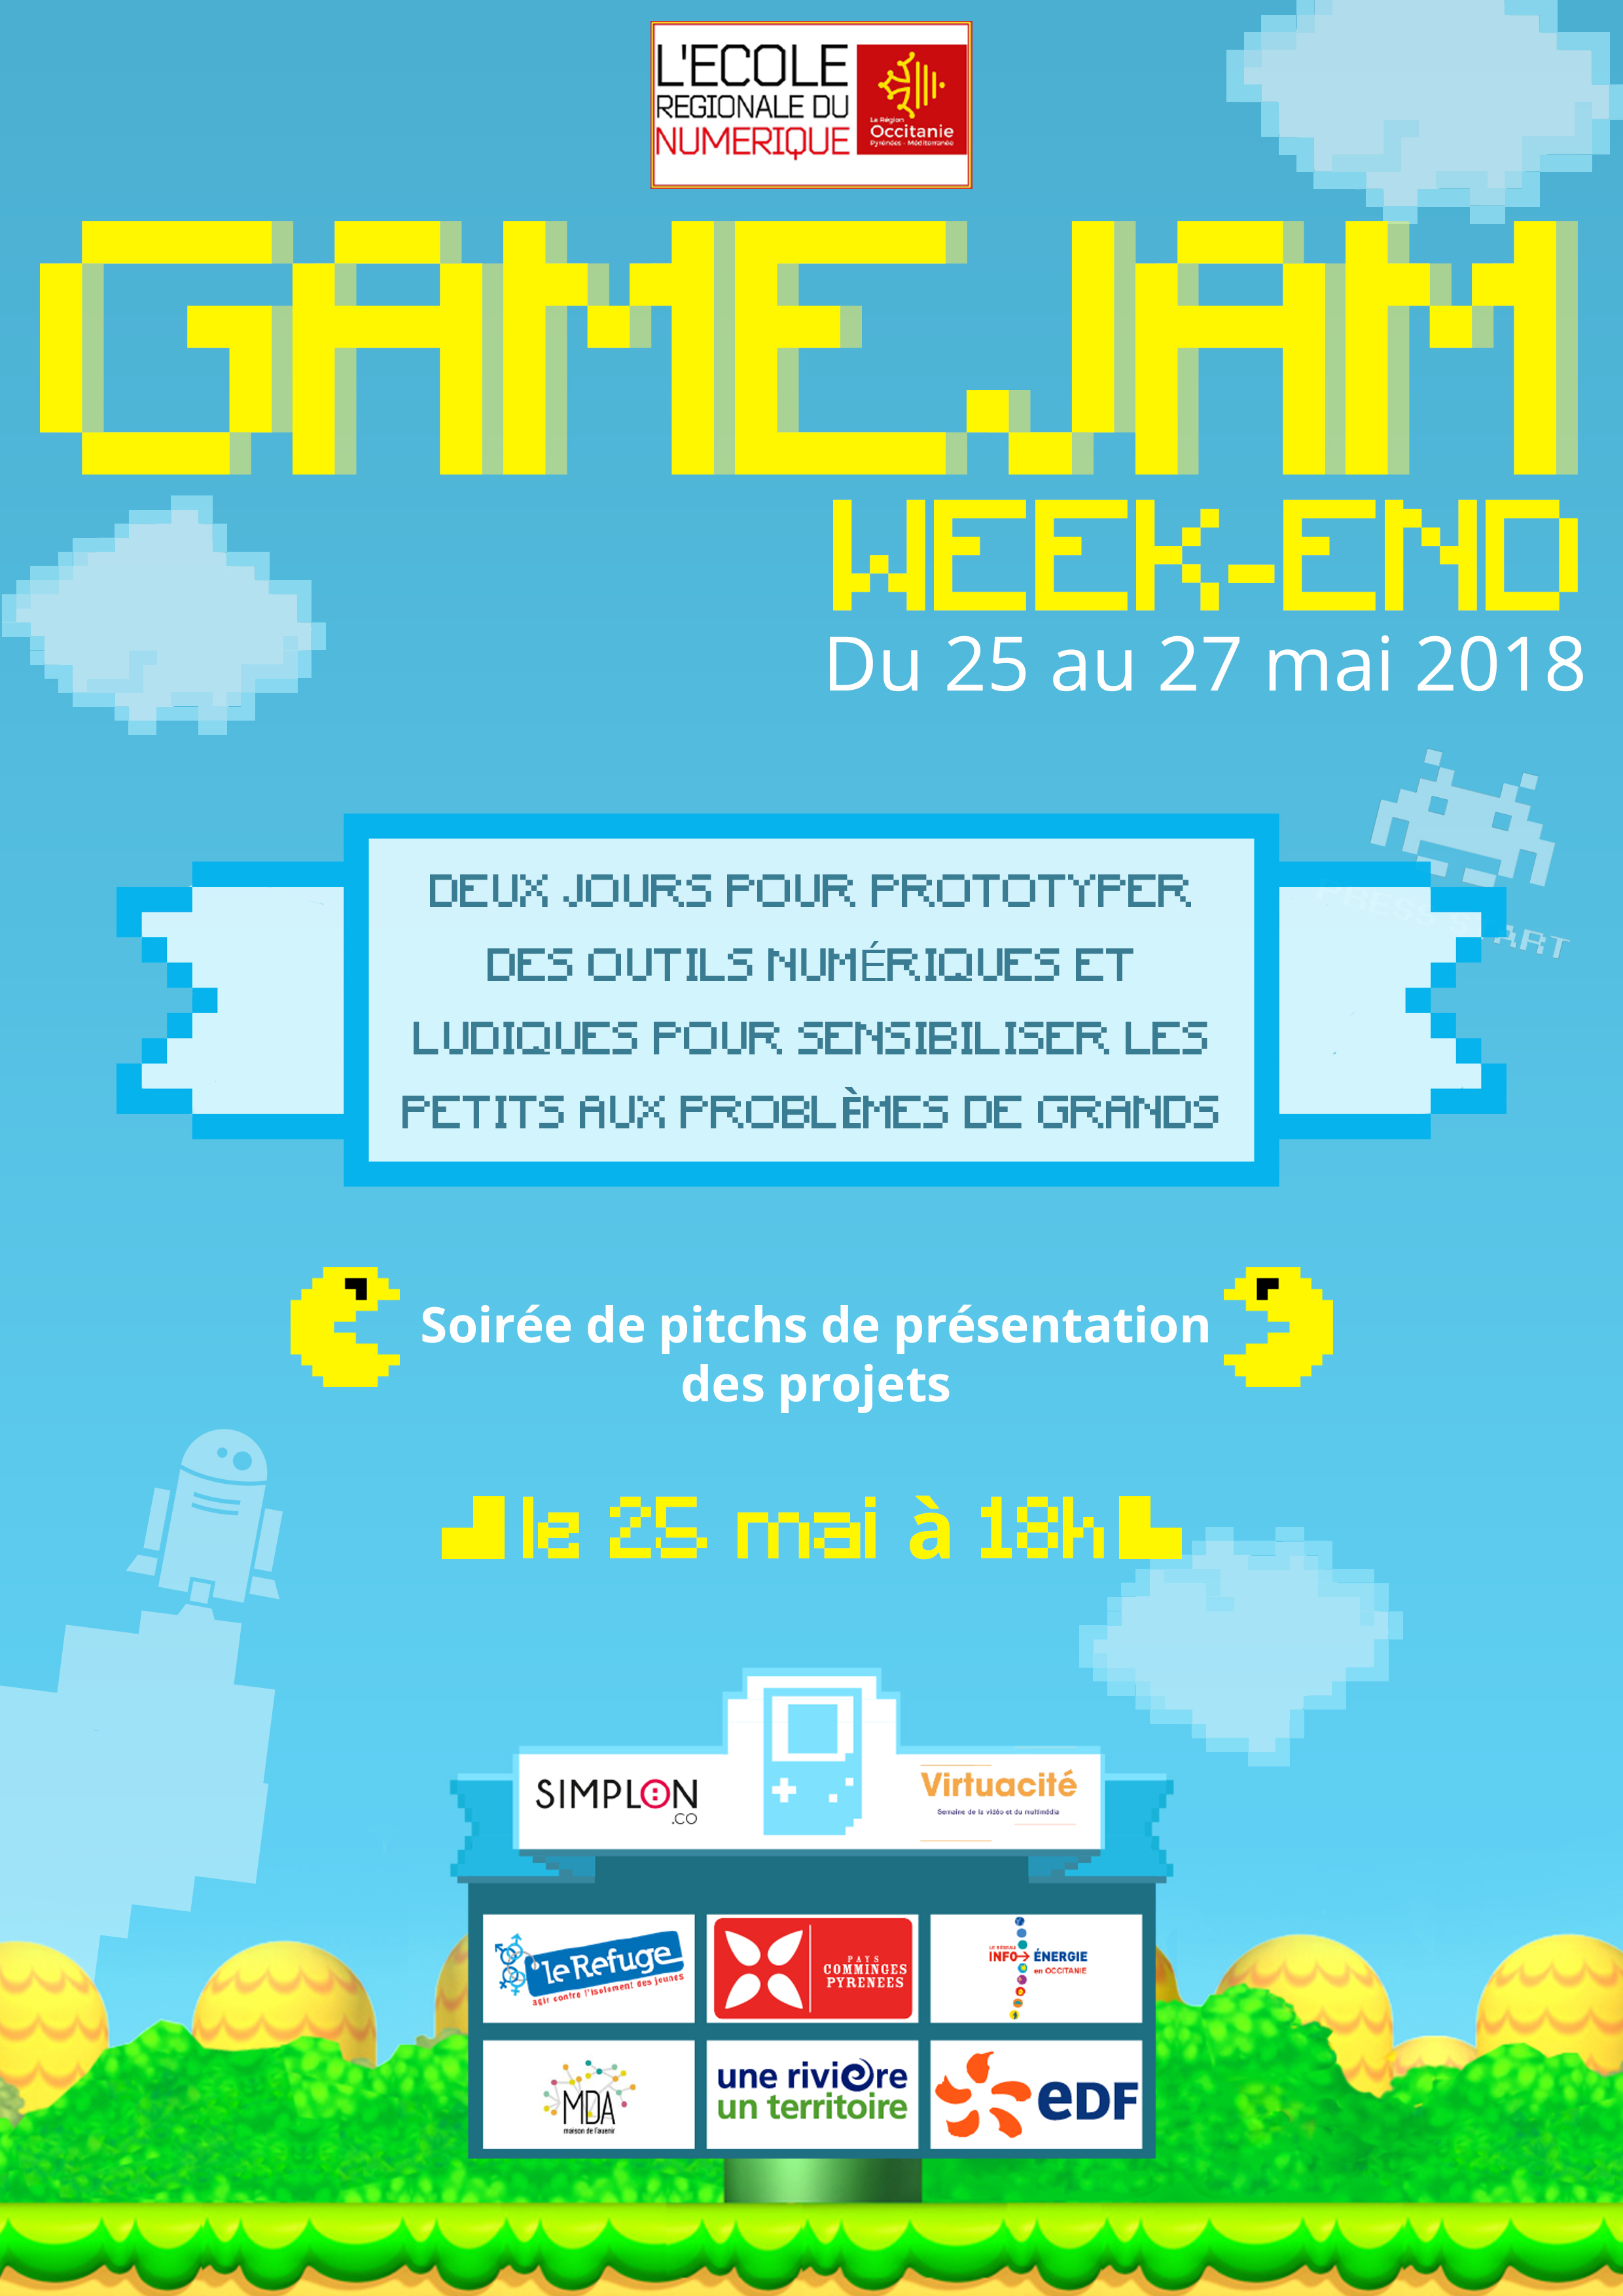 L'ECOLE
REGIONALE DU
NUMERIQUE
La Région
Occitanie
Pyrénées - Méditerranée
GAME JAM
WEEK-END
Du 25 au 27 mai 2018
DEUX JOURS POUR PROTOTYPER
DES OUTILS NUMÉRIQUES ET
LUDIQUES POUR SENSIBILISER LES
PETITS AUX PROBLÈMES DE GRANDS
PRESS START
Soirée de pitchs de présentation
des projets
le 25 mai à 18h
SIMPLON
.CO
Virtuacité
Semaine de la vidéo et du multimédia
le Refuge
agir contre l'isolement des jeunes
PAYS
COMMINGES
PYRENEES
LE RÉSEAU
INFO→ÉNERGIE
en OCCITANIE
MDA
maison de l'avenir
une rivière
un territoire
eDF